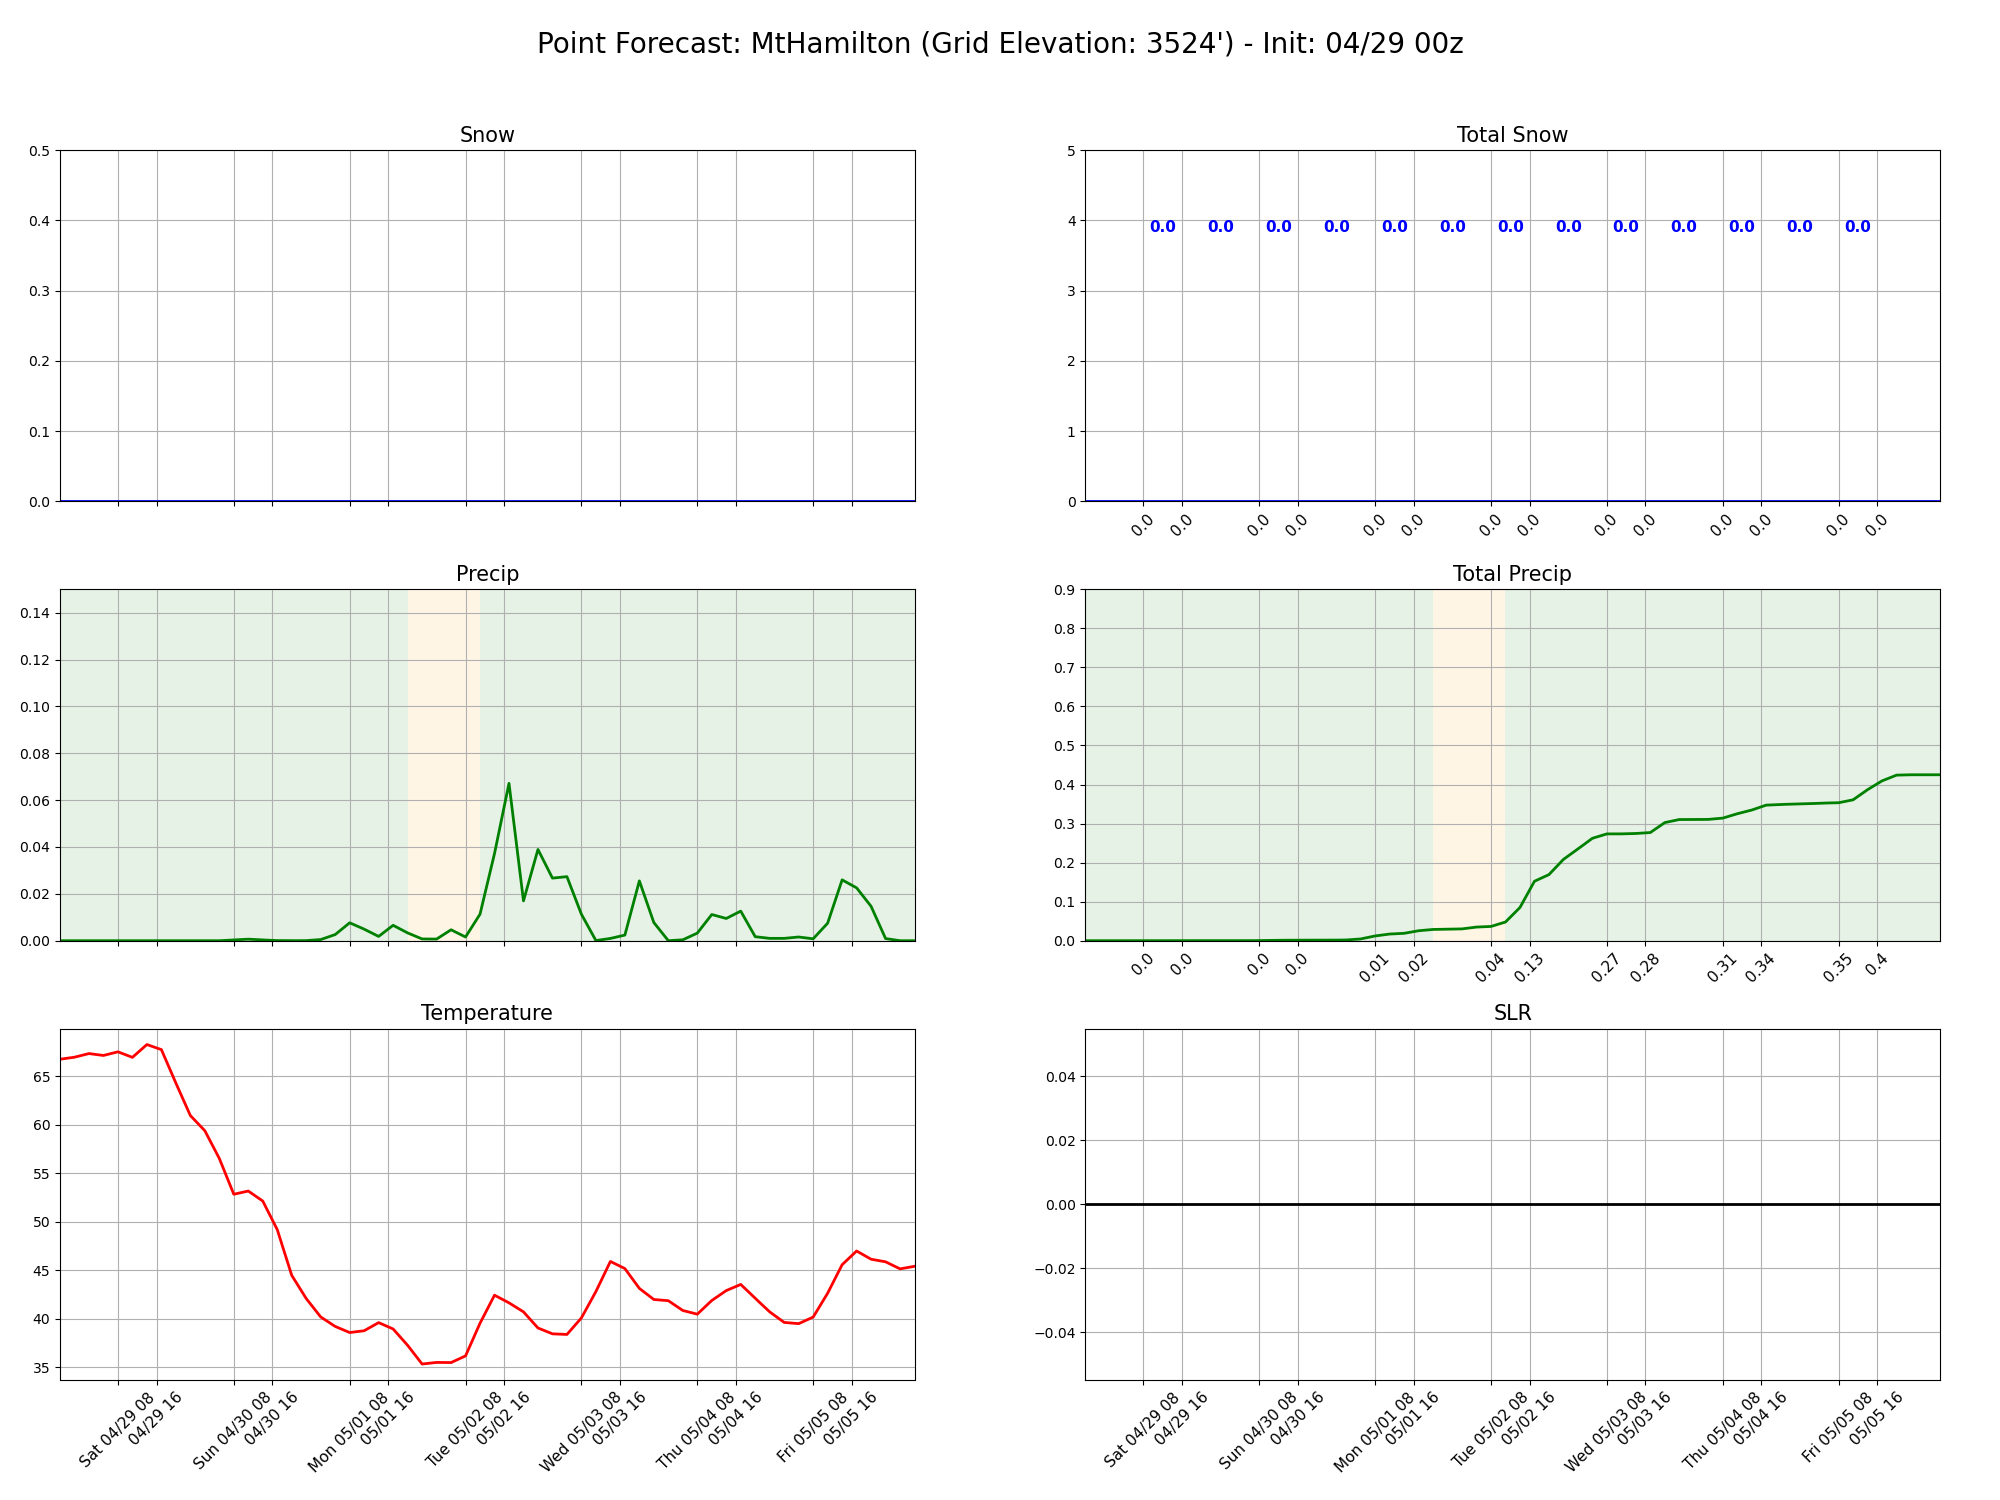 Point Forecast: MtHamilton (Grid Elevation: 3524') - Init: 04/29 00z
Snow
0.5
0.4
0.3
0.2
0.1
0.0
Total Snow
5
4
3
2
1
0
0.0 0.0 0.0 0.0 0.0 0.0 0.0 0.0 0.0 0.0 0.0 0.0 0.0
0.0 0.0 0.0 0.0 0.0 0.0 0.0 0.0 0.0 0.0 0.0 0.0 0.0 0.0
Precip
0.14
0.12
0.10
0.08
0.06
0.04
0.02
0.00
Total Precip
0.9
0.8
0.7
0.6
0.5
0.4
0.3
0.2
0.1
0.0
0.0 0.0 0.0 0.0 0.01 0.02 0.04 0.13 0.27 0.28 0.31 0.34 0.35 0.4
Temperature
65
60
55
50
45
40
35
Sat 04/29 08
04/29 16
Sun 04/30 08
04/30 16
Mon 05/01 08
05/01 16
Tue 05/02 08
05/02 16
Wed 05/03 08
05/03 16
Thu 05/04 08
05/04 16
Fri 05/05 08
05/05 16
SLR
0.04
0.02
0.00
−0.02
−0.04
Sat 04/29 08
04/29 16
Sun 04/30 08
04/30 16
Mon 05/01 08
05/01 16
Tue 05/02 08
05/02 16
Wed 05/03 08
05/03 16
Thu 05/04 08
05/04 16
Fri 05/05 08
05/05 16